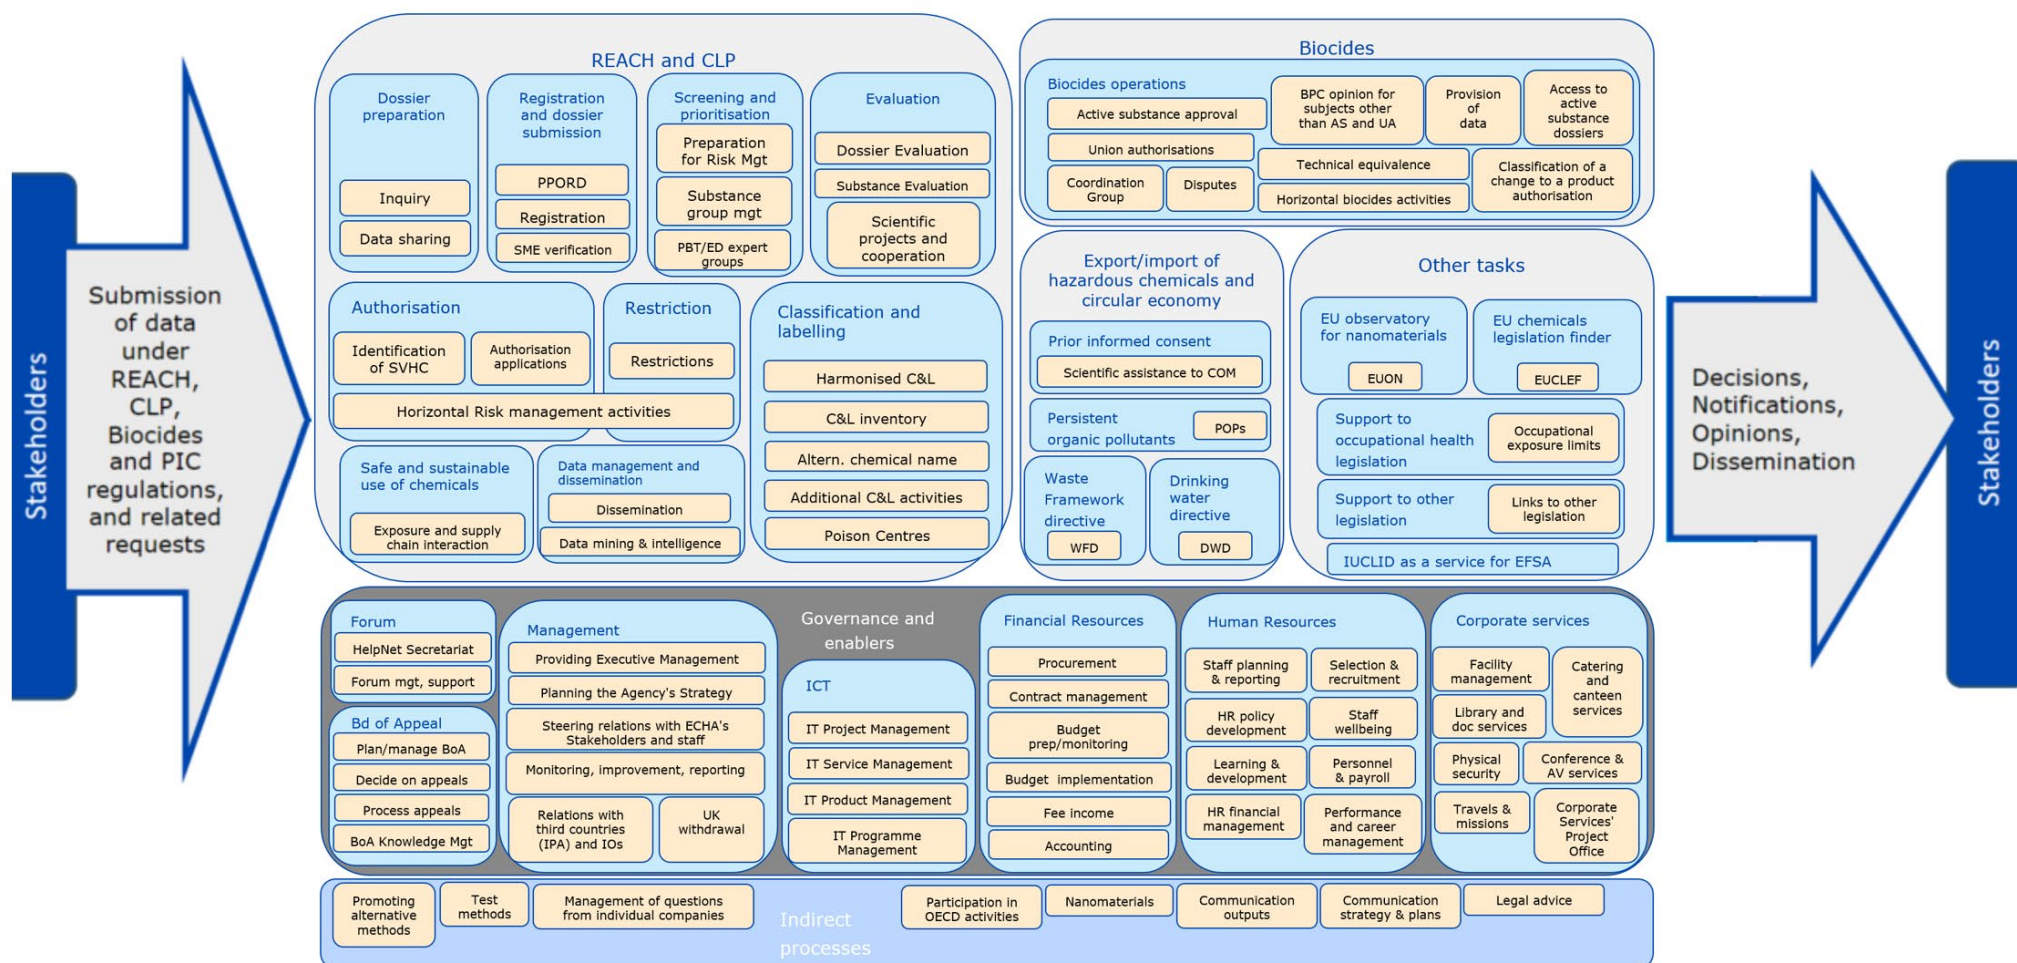 Stakeholders
Submission
of data
under
REACH,
CLP,
Biocides
and PIC
regulations,
and related
requests
REACH and CLP
Dossier
preparation
Inquiry
Data sharing
Registration
and dossier
submission
PPORD
Registration
SME verification
Screening and
prioritisation
Preparation
for Risk Mgt
Substance
group mgt
PBT/ED expert
groups
Evaluation
Dossier Evaluation
Substance Evaluation
Scientific
projects and
cooperation
Authorisation
Identification
of SVHC
Authorisation
applications
Restriction
Restrictions
Horizontal Risk management activities
Classification and
labelling
Harmonised C&L
C&L inventory
Altern. chemical name
Additional C&L activities
Poison Centres
Safe and sustainable
use of chemicals
Exposure and supply
chain interaction
Data management and
dissemination
Dissemination
Data mining & intelligence
Biocides
Biocides operations
Active substance approval
Union authorisations
Coordination
Group
Disputes
BPC opinion for
subjects other
than AS and UA
Provision
of
data
Access to
active
substance
dossiers
Technical equivalence
Horizontal biocides activities
Classification of a
change to a product
authorisation
Export/import of
hazardous chemicals and
circular economy
Prior informed consent
Scientific assistance to COM
Persistent
organic pollutants
POPs
Waste
Framework
directive
WFD
Drinking
water
directive
DWD
Other tasks
EU observatory
for nanomaterials
EUON
EU chemicals
legislation finder
EUCLEF
Support to
occupational health
legislation
Occupational
exposure limits
Support to other
legislation
Links to other
legislation
IUCLID as a service for EFSA
Governance and
enablers
Forum
HelpNet Secretariat
Forum mgt, support
Bd of Appeal
Plan/manage BoA
Decide on appeals
Process appeals
BoA Knowledge Mgt
Management
Providing Executive Management
Planning the Agency's Strategy
Steering relations with ECHA's
Stakeholders and staff
Monitoring, improvement, reporting
Relations with
third countries
(IPA) and IOs
UK
withdrawal
ICT
IT Project Management
IT Service Management
IT Product Management
IT Programme
Management
Financial Resources
Procurement
Contract management
Budget
prep/monitoring
Budget implementation
Fee income
Accounting
Human Resources
Staff planning
& reporting
Selection &
recruitment
HR policy
development
Staff
wellbeing
Learning &
development
Personnel
& payroll
HR financial
management
Performance
and career
management
Corporate services
Facility
management
Catering
and
canteen
services
Library and
doc services
Physical
security
Conference &
AV services
Travels &
missions
Corporate
Services'
Project
Office
Indirect
processes
Promoting
alternative
methods
Test
methods
Management of questions
from individual companies
Participation in
OECD activities
Nanomaterials
Communication
outputs
Communication
strategy & plans
Legal advice
Decisions,
Notifications,
Opinions,
Dissemination
Stakeholders